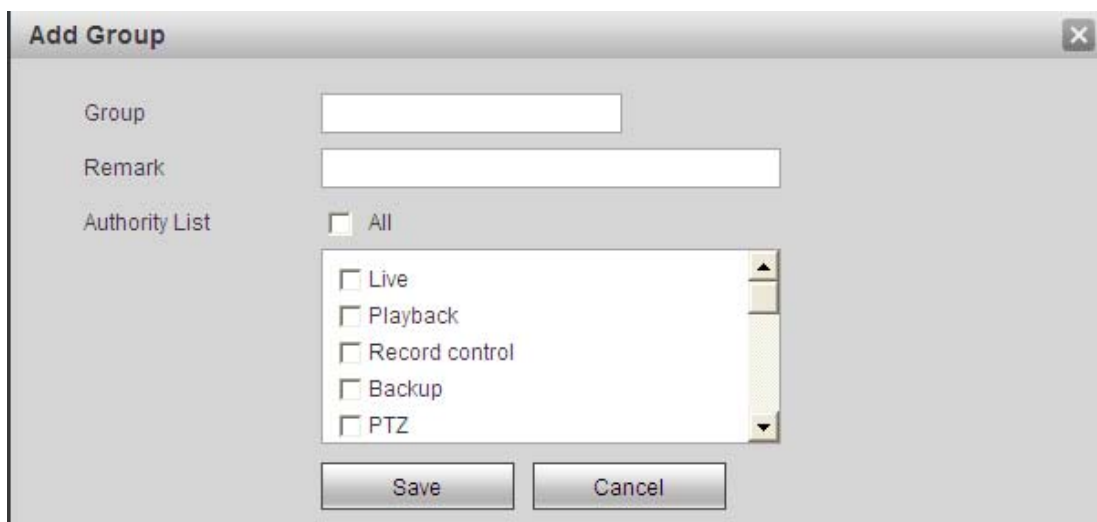 Add Group
Group
Remark
Authority List All
Live
Playback
Record control
Backup
PTZ
Save Cancel